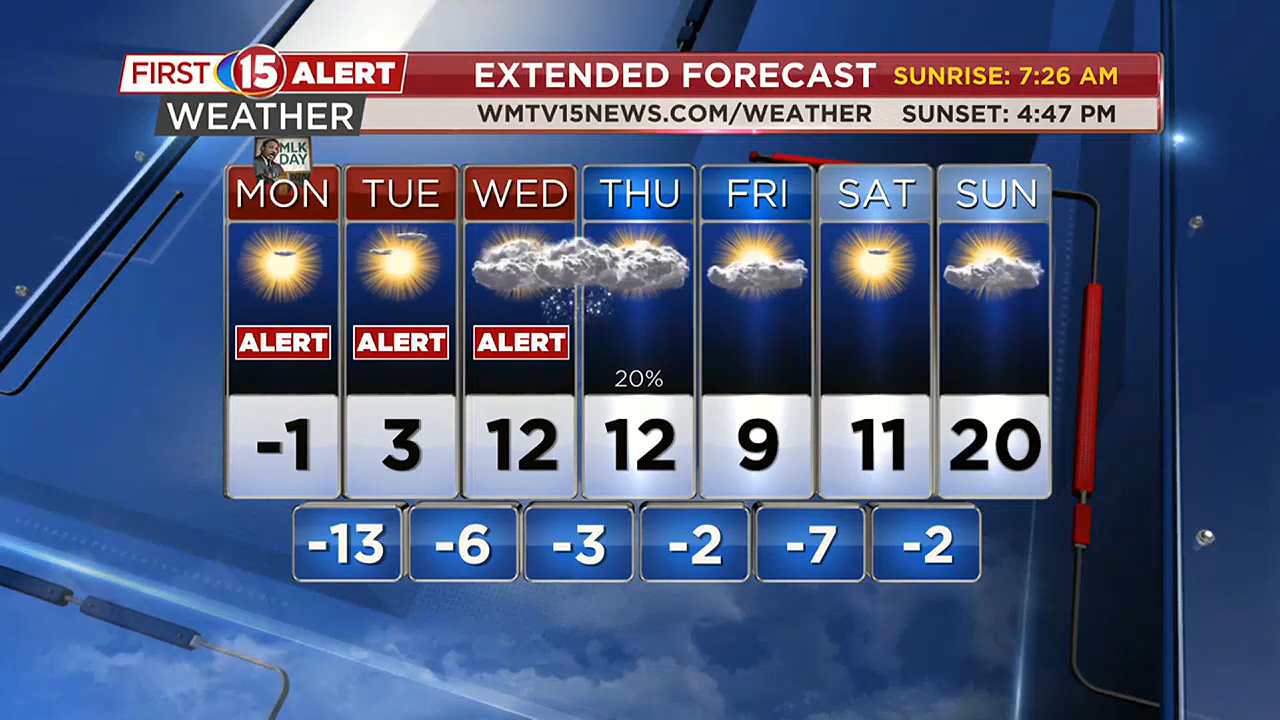 FIRST 15 ALERT
WEATHER
EXTENDED FORECAST SUNRISE: 7:26 AM
WMTV15NEWS.COM/WEATHER SUNSET: 4:47 PM
MLK
DAY
MON TUE WED THU FRI SAT SUN
ALERT ALERT ALERT
20%
-1 3 12 12 9 11 20
-13 -6 -3 -2 -7 -2